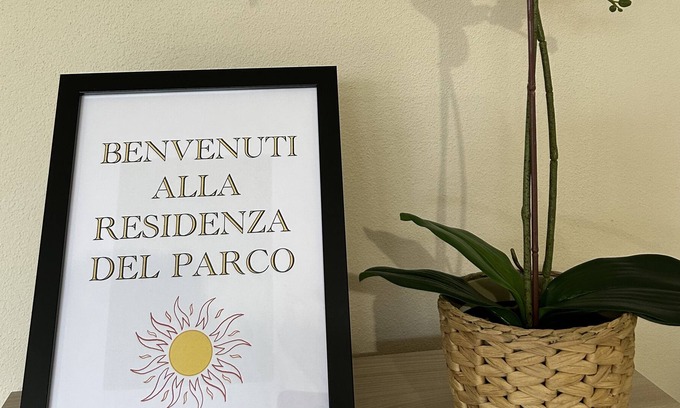 BENVENUTI
ALLA
RESIDENZA
DEL PARCO